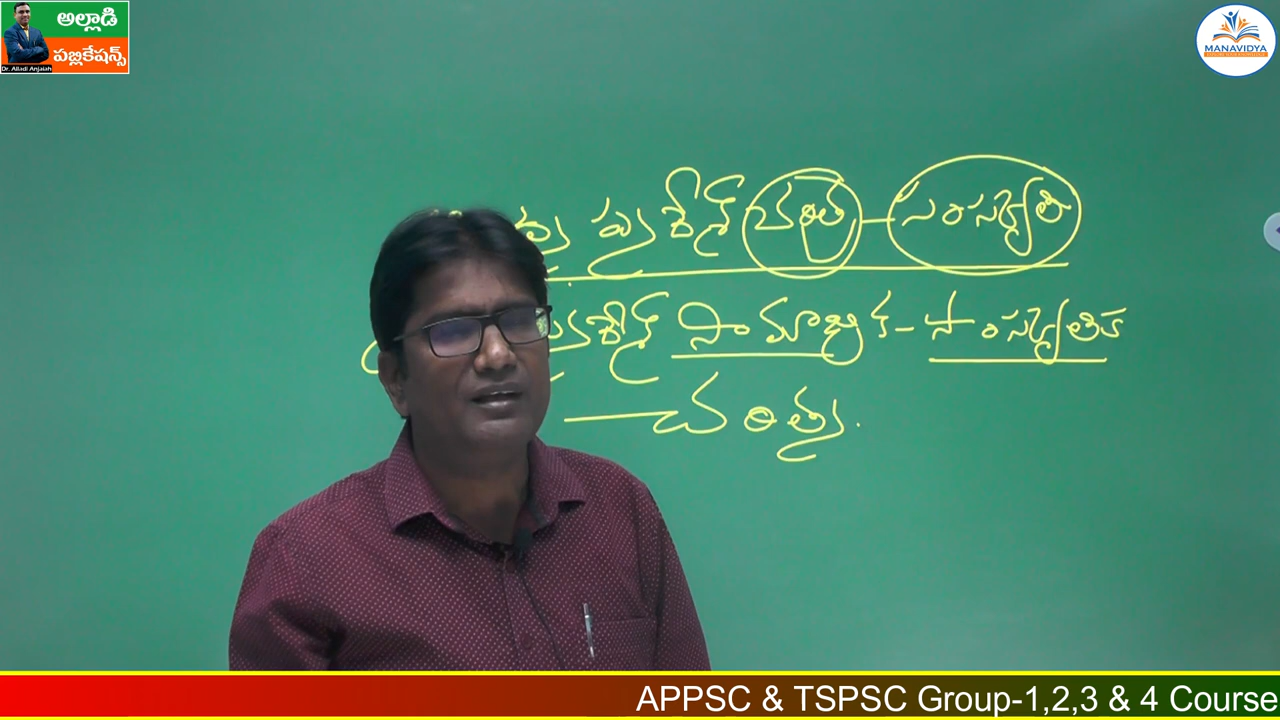 అల్లాడి
పబ్లికేషన్స్
Dr. Alladi Anjaiah
MANAVIDYA
ప్రదేశ్ చరిత్ర - సంస్కృతి
ప్రదేశ్ సామాజిక - సాంస్కృతిక
చరిత్ర.
APPSC & TSPSC Group-1,2,3 & 4 Course